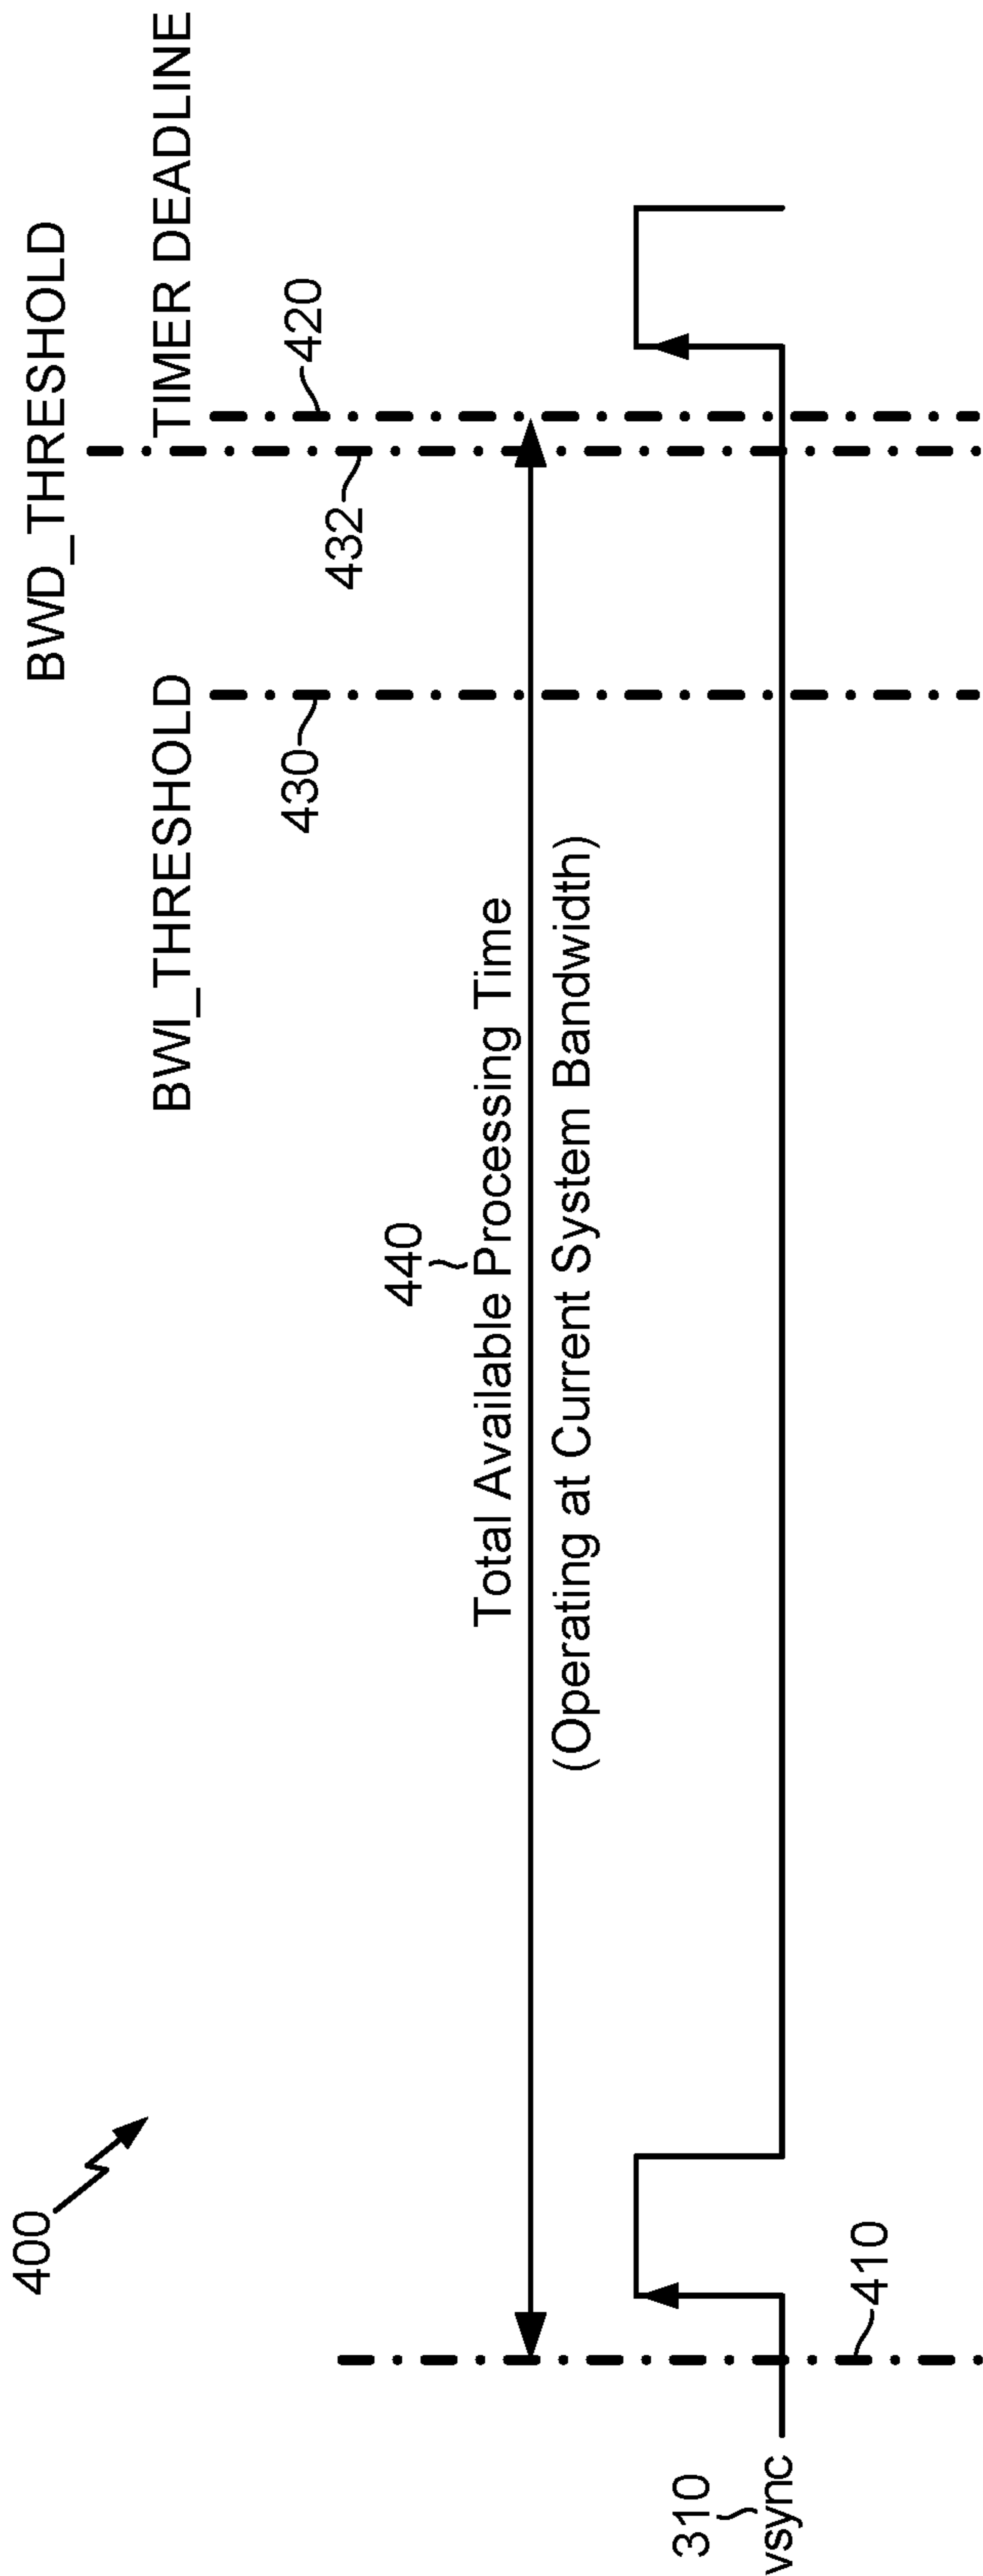 400
BWD_THRESHOLD
BWI_THRESHOLD
TIMER DEADLINE
430
432
420
440
Total Available Processing Time
(Operating at Current System Bandwidth)
310
vsync
410